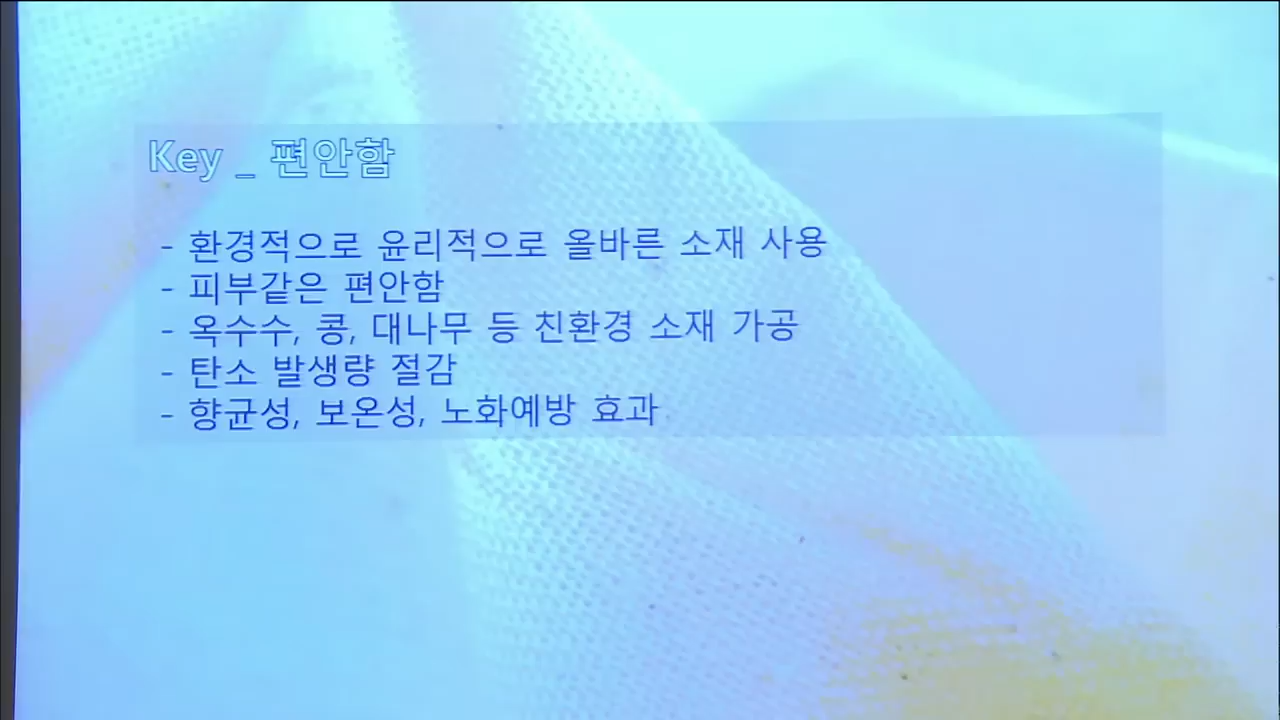 Key _ 편안함
- 환경적으로 윤리적으로 올바른 소재 사용
- 피부같은 편안함
- 옥수수, 콩, 대나무 등 친환경 소재 가공
- 탄소 발생량 절감
- 향균성, 보온성, 노화예방 효과